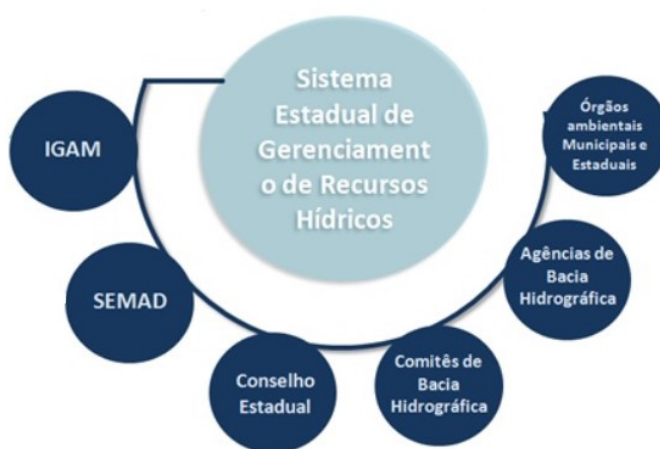 Sistema
Estadual de
Gerenciament
o de Recursos
Hídricos
IGAM
SEMAD
Conselho
Estadual
Comitês de
Bacia
Hidrográfica
Agências de
Bacia
Hidrográfica
Órgãos
ambientais
Municipais e
Estaduais